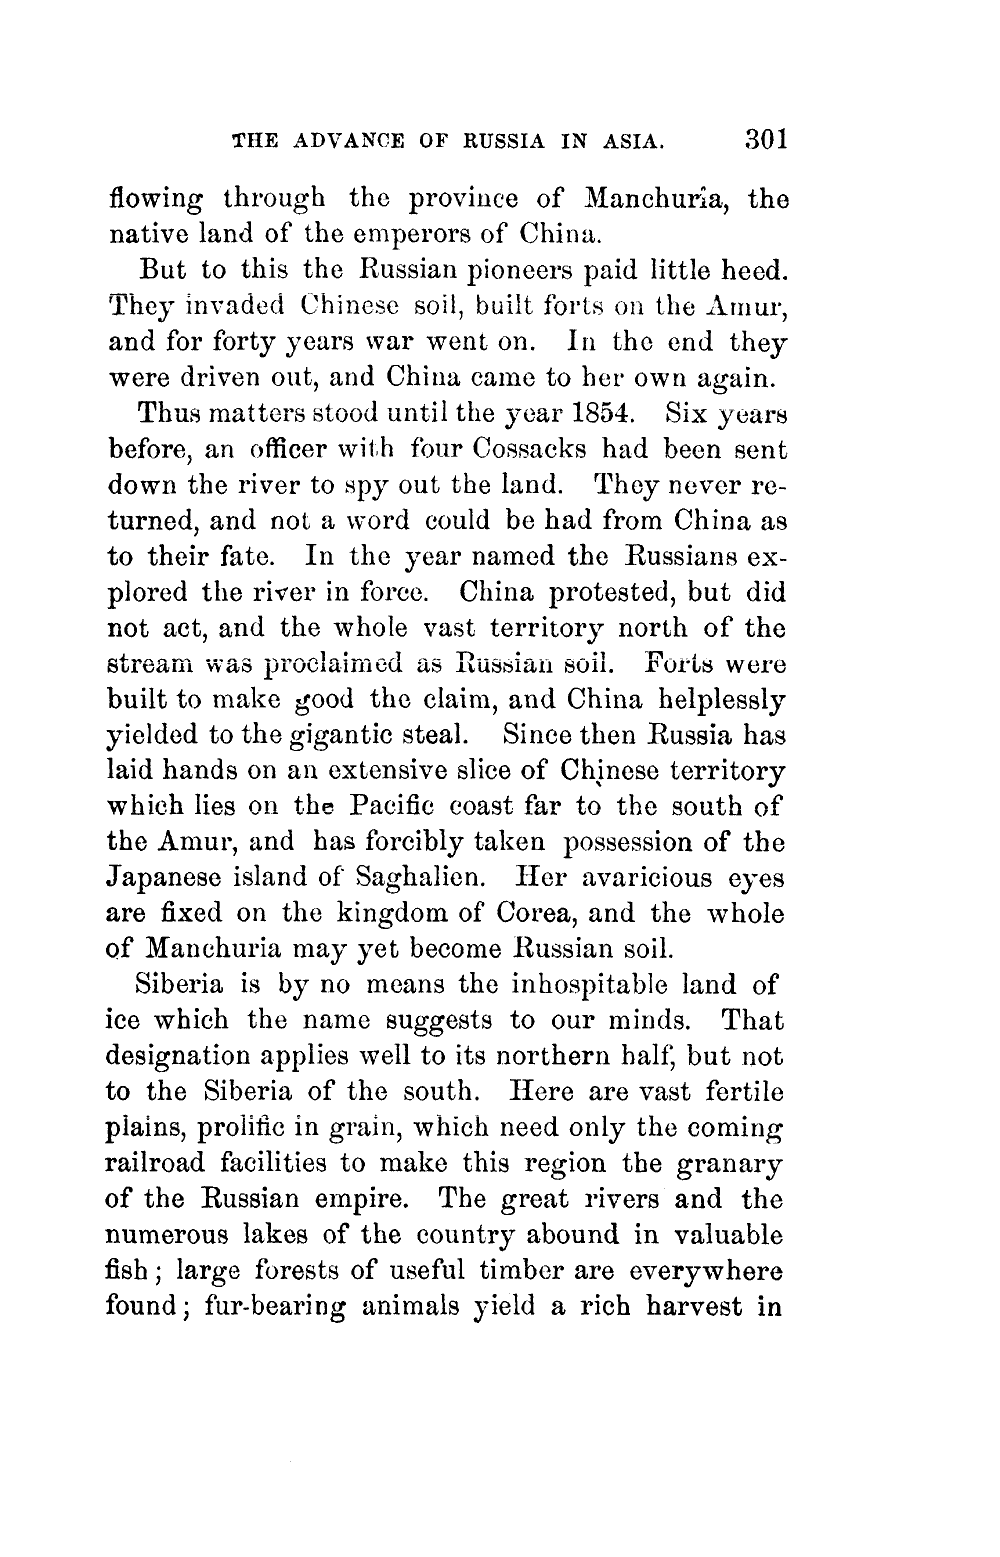 THE ADVANCE OF RUSSIA IN ASIA. 301
flowing through the province of Manchuria, the
native land of the emperors of China.
But to this the Russian pioneers paid little heed.
They invaded Chinese soil, built forts on the Amur,
and for forty years war went on. In the end they
were driven out, and China came to her own again.
Thus matters stood until the year 1854. Six years
before, an officer with four Cossacks had been sent
down the river to spy out the land. They never re-
turned, and not a word could be had from China as
to their fate. In the year named the Russians ex-
plored the river in force. China protested, but did
not act, and the whole vast territory north of the
stream was proclaimed as Russian soil. Forts were
built to make good the claim, and China helplessly
yielded to the gigantic steal. Since then Russia has
laid hands on an extensive slice of Chinese territory
which lies on the Pacific coast far to the south of
the Amur, and has forcibly taken possession of the
Japanese island of Saghalien. Her avaricious eyes
are fixed on the kingdom of Corea, and the whole
of Manchuria may yet become Russian soil.
Siberia is by no means the inhospitable land of
ice which the name suggests to our minds. That
designation applies well to its northern half, but not
to the Siberia of the south. Here are vast fertile
plains, prolific in grain, which need only the coming
railroad facilities to make this region the granary
of the Russian empire. The great rivers and the
numerous lakes of the country abound in valuable
fish; large forests of useful timber are everywhere
found; fur-bearing animals yield a rich harvest in